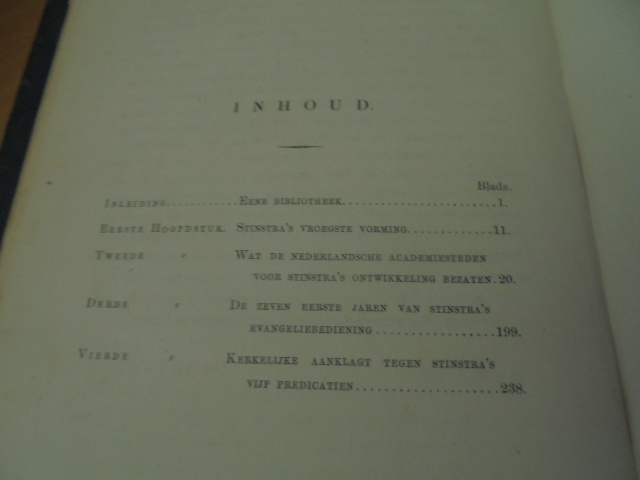 INHOUD.
Bladz.
INLEIDING..........EENE BIBLIOTHEEK........................1.
EERSTE HOOFDSTUK. STINSTRA'S VROEGSTE VORMING.............11.
TWEEDE " WAT DE NEDERLANDSCHE ACADEMIESTEDEN
VOOR STINSTRA'S ONTWIKKELING BEZATEN. 20.
DERDE " DE ZEVEN EERSTE JAREN VAN STINSTRA'S
EVANGELIEBEDIENING..................199.
VIERDE " KERKELIJKE AANKLAGT TEGEN STINSTRA'S
VIJF PREDICATIEN.....................238.